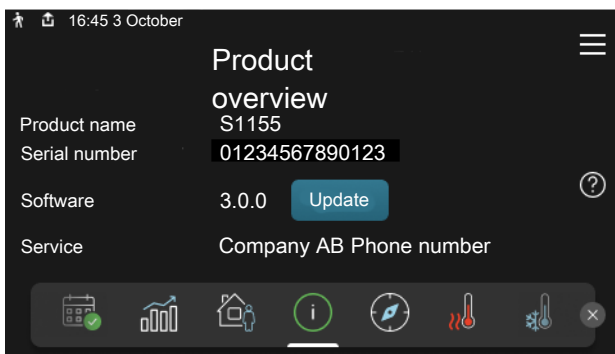 16:45 3 October
Product
overview
Product name S1155
Serial number 01234567890123
Software 3.0.0 Update
Service Company AB Phone number